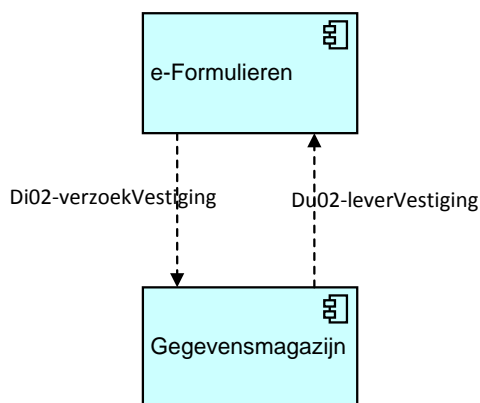 e-Formulieren
Di02-verzoekVestiging
Du02-leverVestiging
Gegevensmagazijn